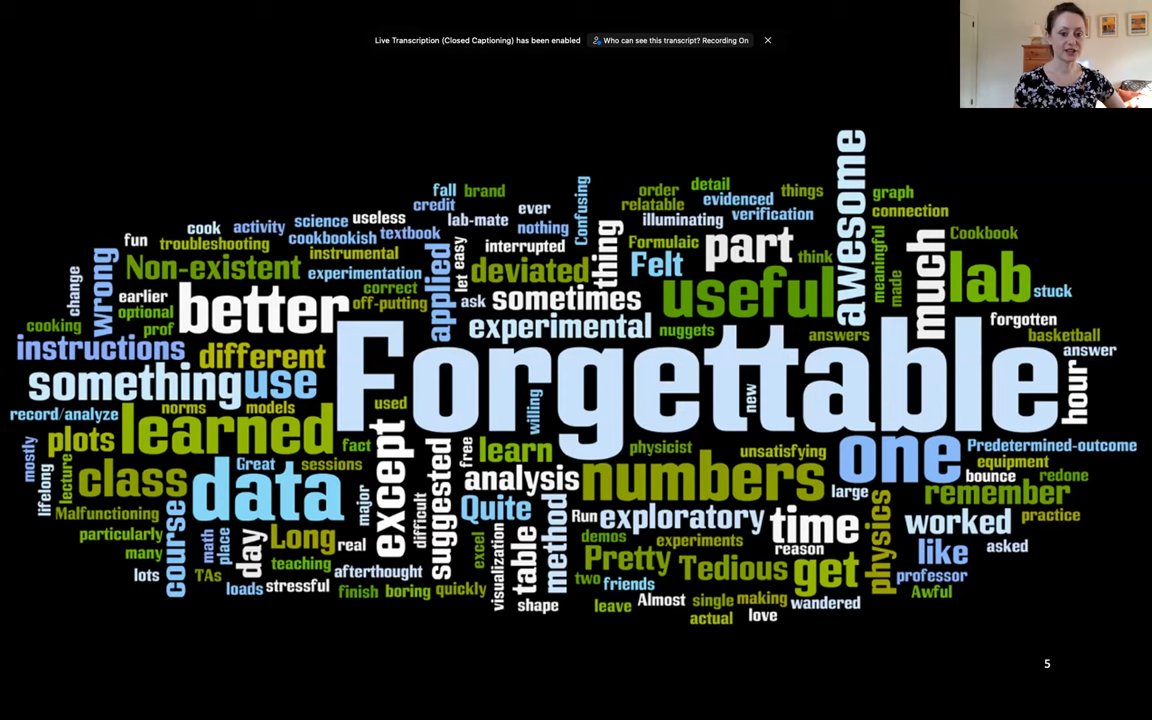 Live Transcription (Closed Captioning) has been enabled
Who can see this transcript? Recording On
awesome
fall brand
Confusing
order detail
things
graph
credit
ever
relatable evidenced
connection
cook activity science useless
lab-mate nothing
illuminating verification
Cookbook
fun troubleshooting cookbookish textbook
interrupted
thing
Formulaic part think
meaningful
made
much
lab
stuck
change
wrong
Non-existent instrumental
experimentation
applied
let easy
deviated
Felt
useful
earlier
optional
better
correct
off-putting
ask sometimes
nuggets
answers
forgotten
basketball
cooking
prof
experimental
answer
instructions different
Forgettable
hour
something use
record/analyze norms models
used
willing
new
mostly
plots learned
fact
except
suggested
free
learn
physicist
unsatisfying
one
Predetermined-outcome
lifelong
lecture
class
Great sessions
data
analysis
numbers
large
equipment
bounce redone
remember
Malfunctioning
course
major
difficult
Quite
method
Run exploratory time
physics
worked
practice
particularly
math
place
day
Long real
excel
visualization
table
demos
experiments
reason
like
asked
many
teaching
afterthought
Pretty Tedious get
lots
TAs
loads stressful
finish boring quickly
two friends
professor
Awful
shape
leave Almost single making wandered
actual love
5